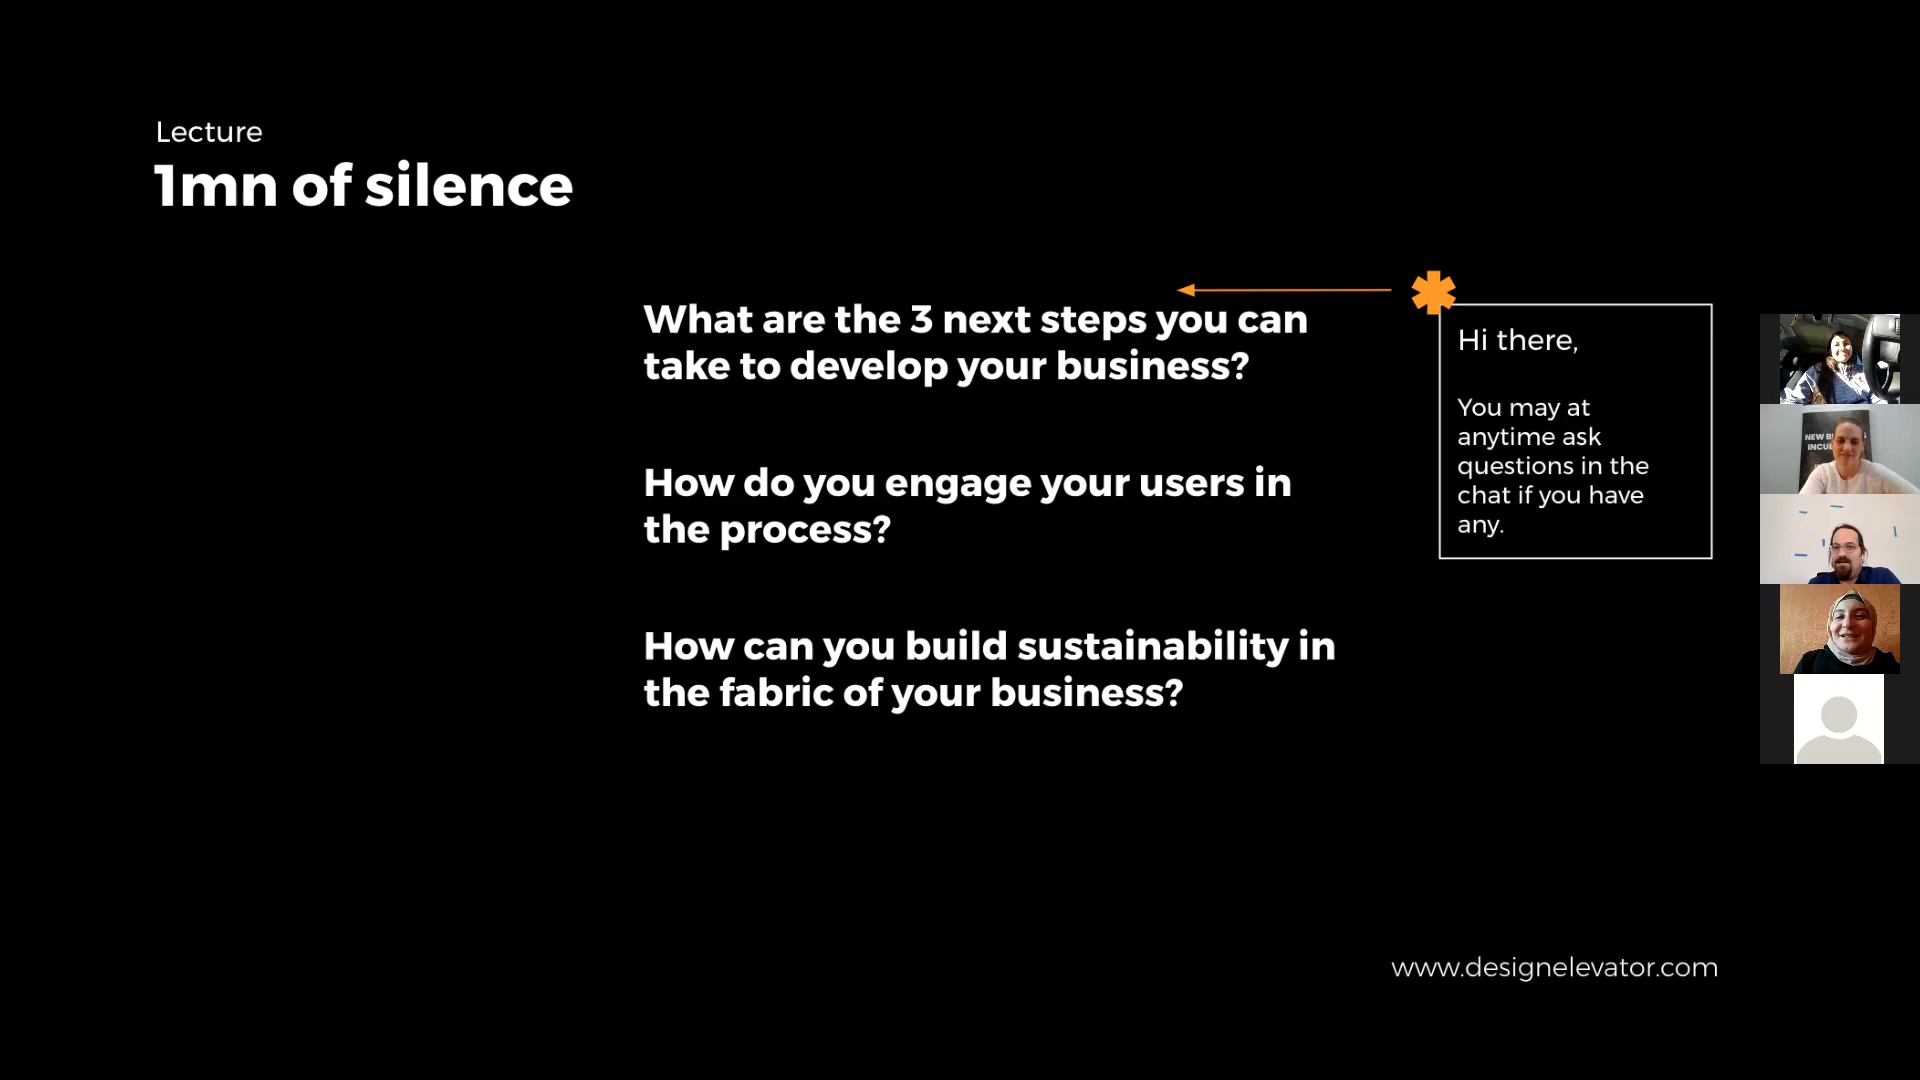 Lecture
1mn of silence
What are the 3 next steps you can
take to develop your business?
How do you engage your users in
the process?
How can you build sustainability in
the fabric of your business?
Hi there,
You may at
anytime ask
questions in the
chat if you have
any.
www.designelevator.com
NEW